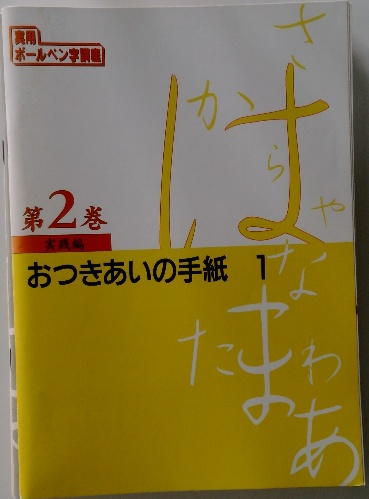 実用
ボールペン字講座
さ
か
は
ら
や
第2巻
実践編
おつきあいの手紙 1
な
た
ま
わ
あ